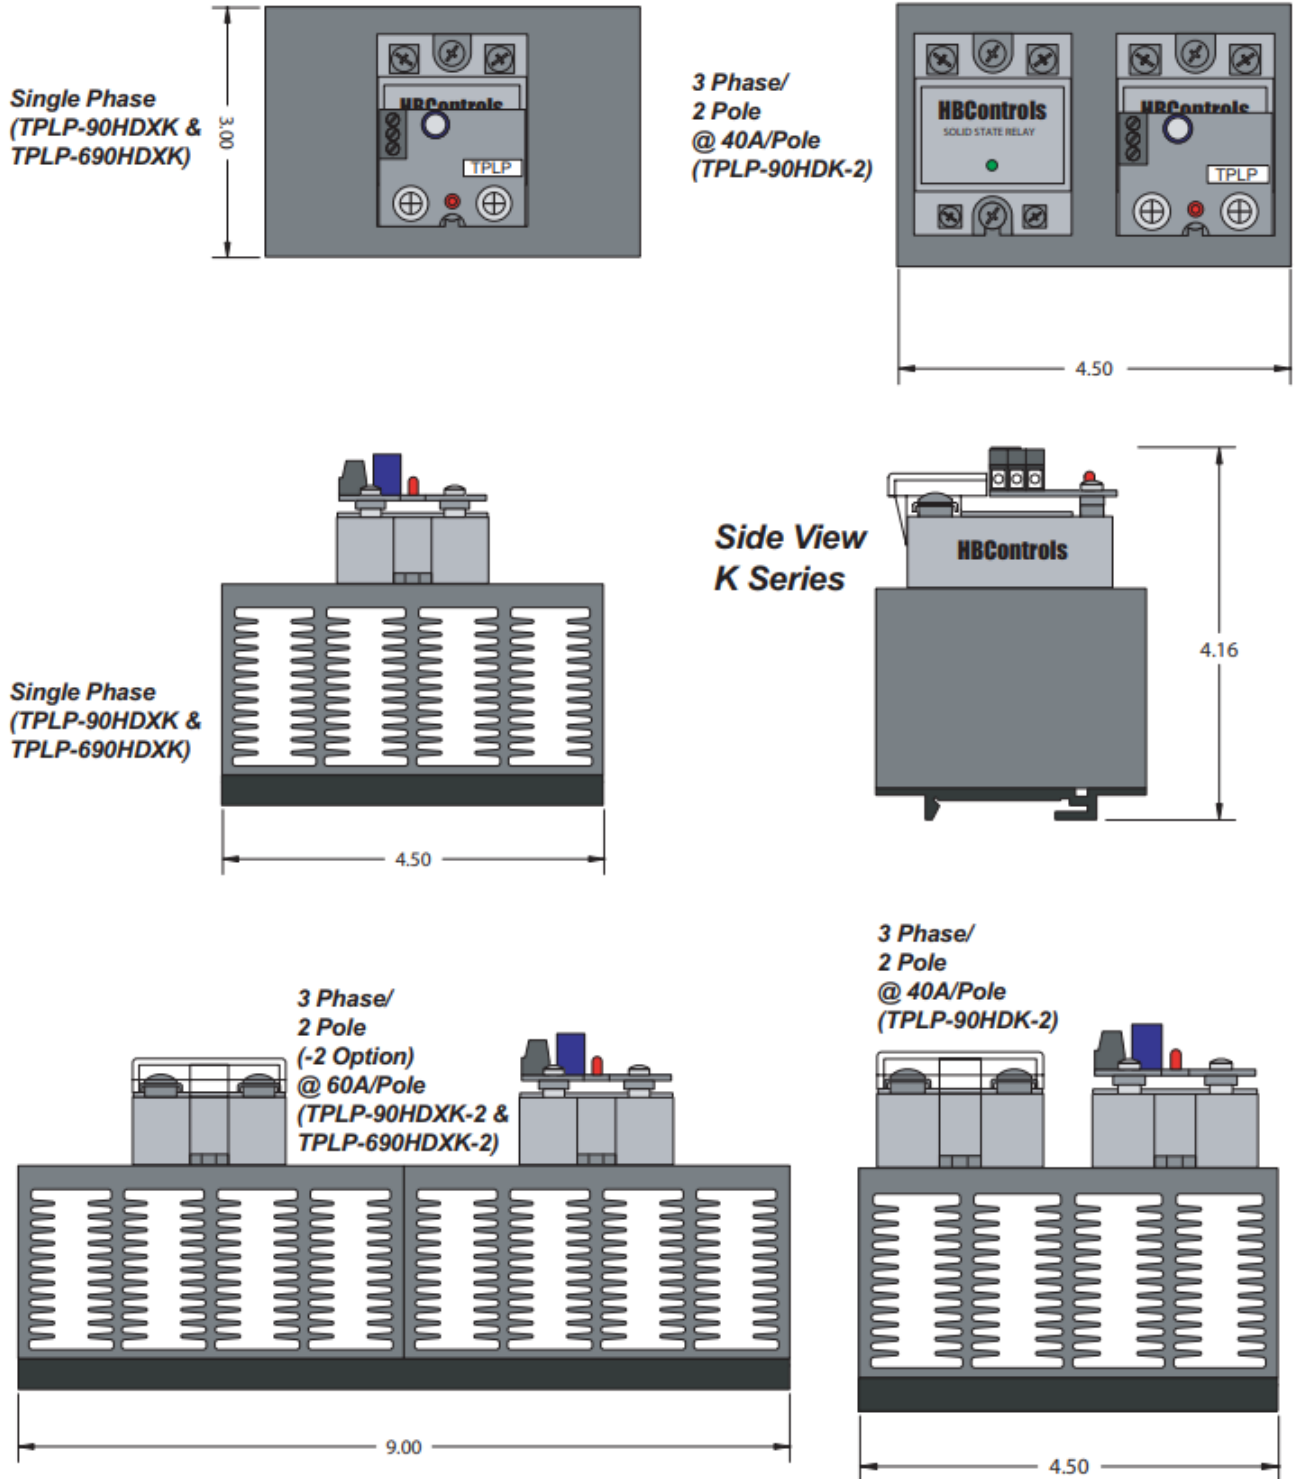 Single Phase
(TPLP-90HDXK &
TPLP-690HDXK)
3.00
HBControls
TPLP
3 Phase/
2 Pole
@ 40A/Pole
(TPLP-90HDK-2)
HBControls
SOLID STATE RELAY
HBControls
TPLP
4.50
Single Phase
(TPLP-90HDXK &
TPLP-690HDXK)
4.50
Side View
K Series
HBControls
4.16
3 Phase/
2 Pole
(-2 Option)
@ 60A/Pole
(TPLP-90HDXK-2 &
TPLP-690HDXK-2)
9.00
3 Phase/
2 Pole
@ 40A/Pole
(TPLP-90HDK-2)
4.50